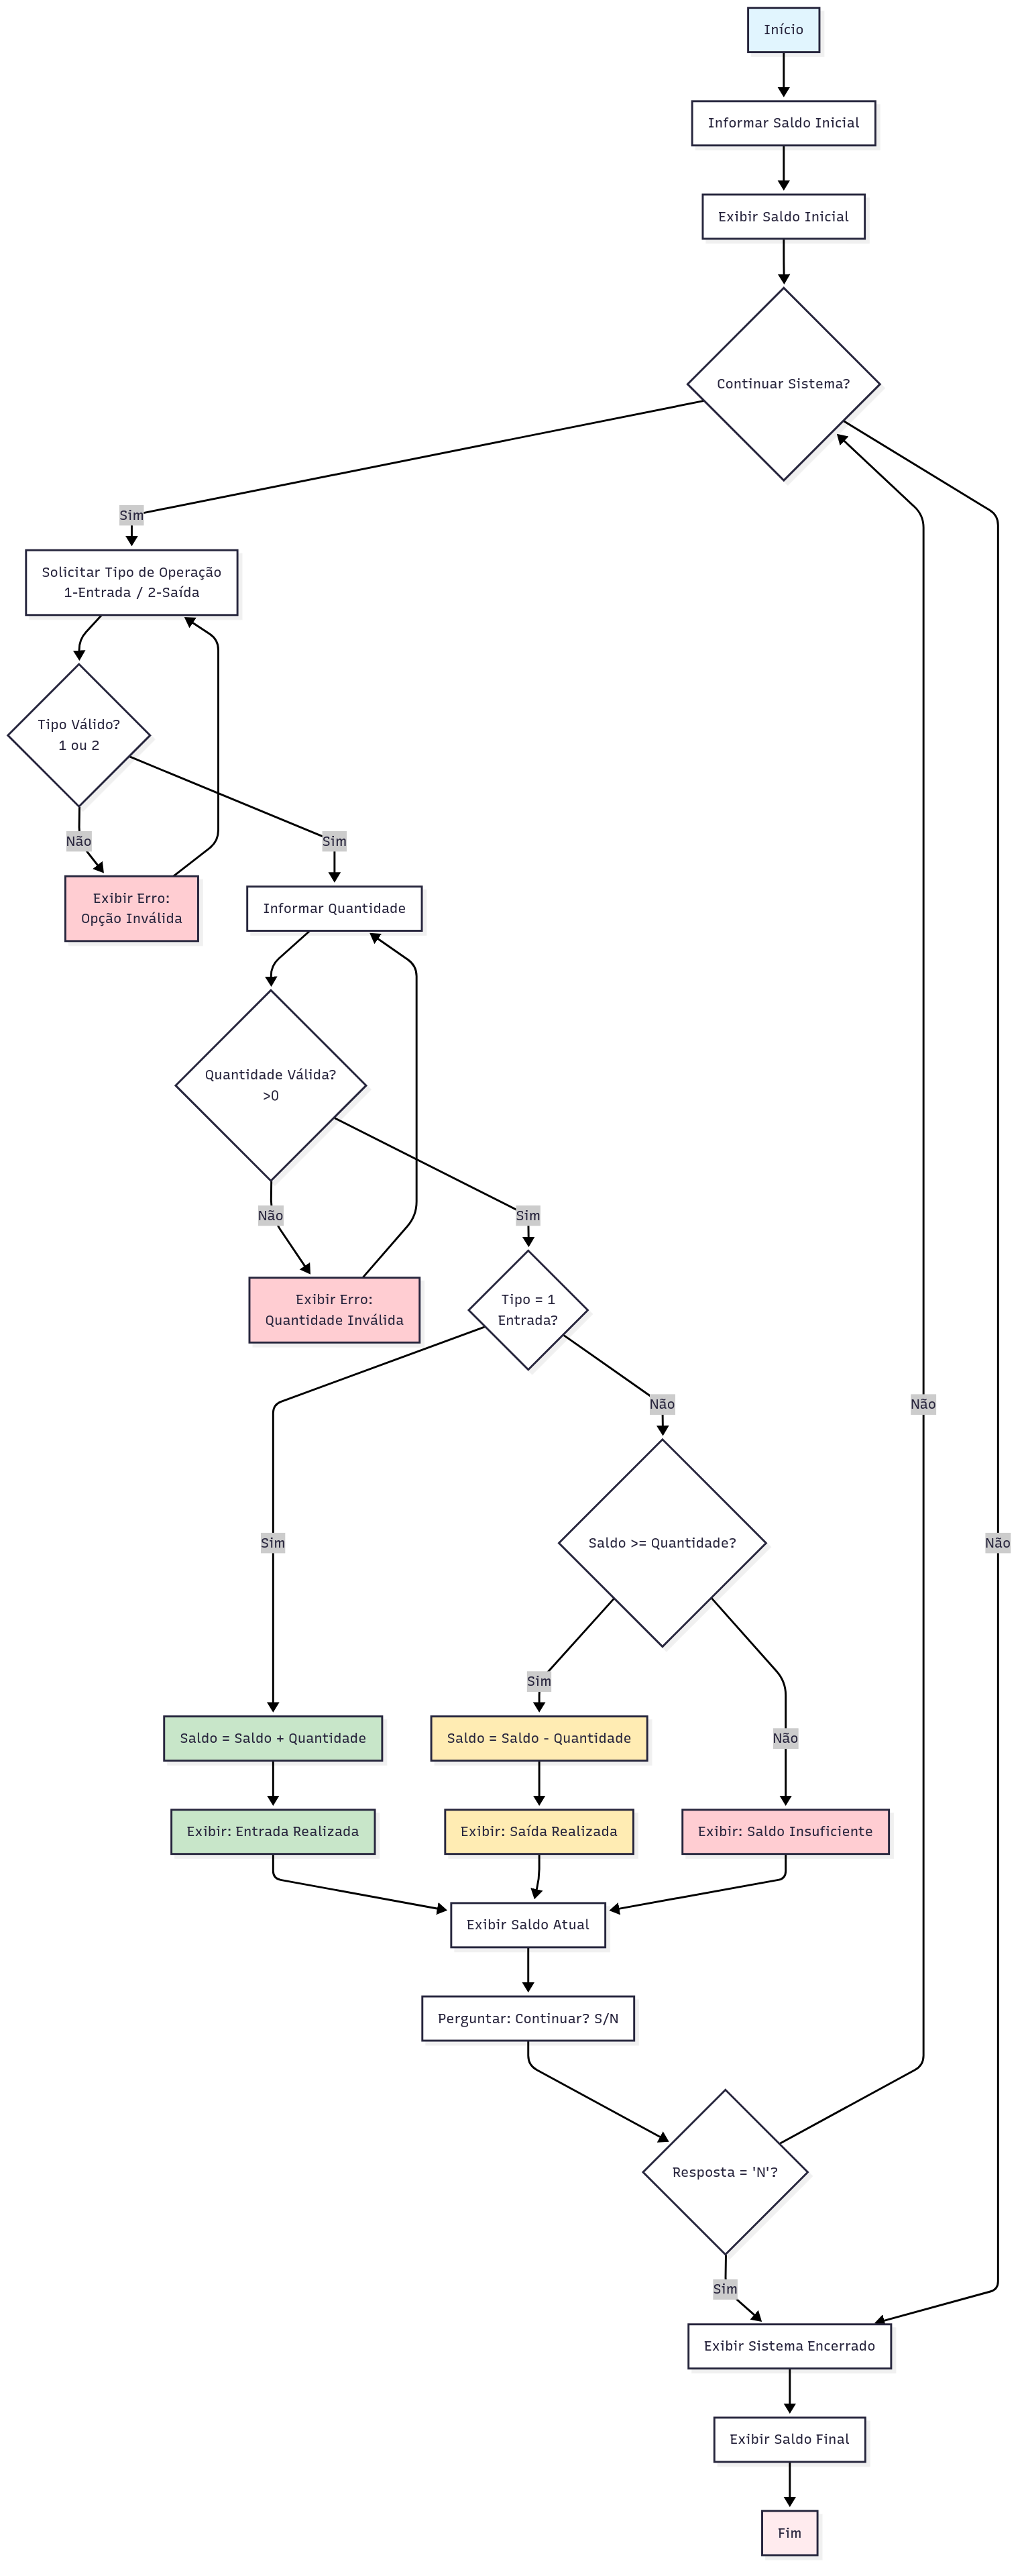 Início
Informar Saldo Inicial
Exibir Saldo Inicial
Continuar Sistema?
Sim
Solicitar Tipo de Operação
1-Entrada / 2-Saída
Tipo Válido?
1 ou 2
Não
Sim
Exibir Erro:
Opção Inválida
Informar Quantidade
Quantidade Válida?
>0
Não
Sim
Exibir Erro:
Quantidade Inválida
Tipo = 1
Entrada?
Não
Não
Sim
Saldo >= Quantidade?
Não
Sim
Não
Saldo = Saldo + Quantidade
Saldo = Saldo - Quantidade
Exibir: Entrada Realizada
Exibir: Saída Realizada
Exibir: Saldo Insuficiente
Exibir Saldo Atual
Perguntar: Continuar? S/N
Resposta = 'N'?
Sim
Exibir Sistema Encerrado
Exibir Saldo Final
Fim